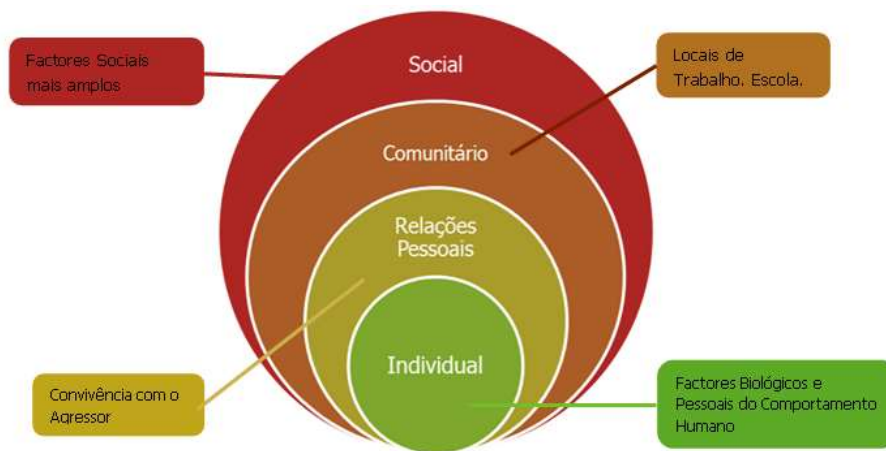 Factores Sociais
mais amplos
Social
Locais de
Trabalho. Escola.
Comunitário
Relações
Pessoais
Individual
Convivência com o
Agressor
Factores Biológicos e
Pessoais do Comportamento
Humano